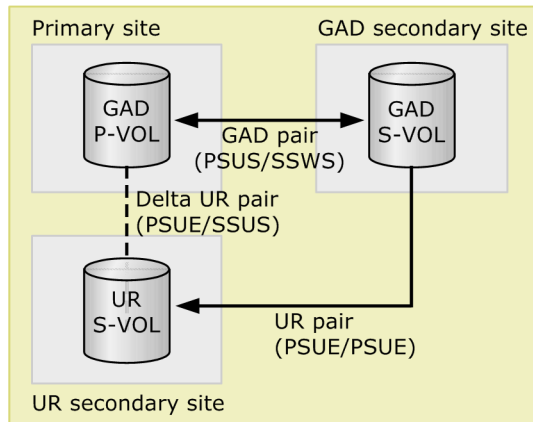 Primary site
GAD secondary site
GAD
P-VOL
GAD
S-VOL
GAD pair
(PSUS/SSWS)
Delta UR pair
(PSUE/SSUS)
UR
S-VOL
UR pair
(PSUE/PSUE)
UR secondary site